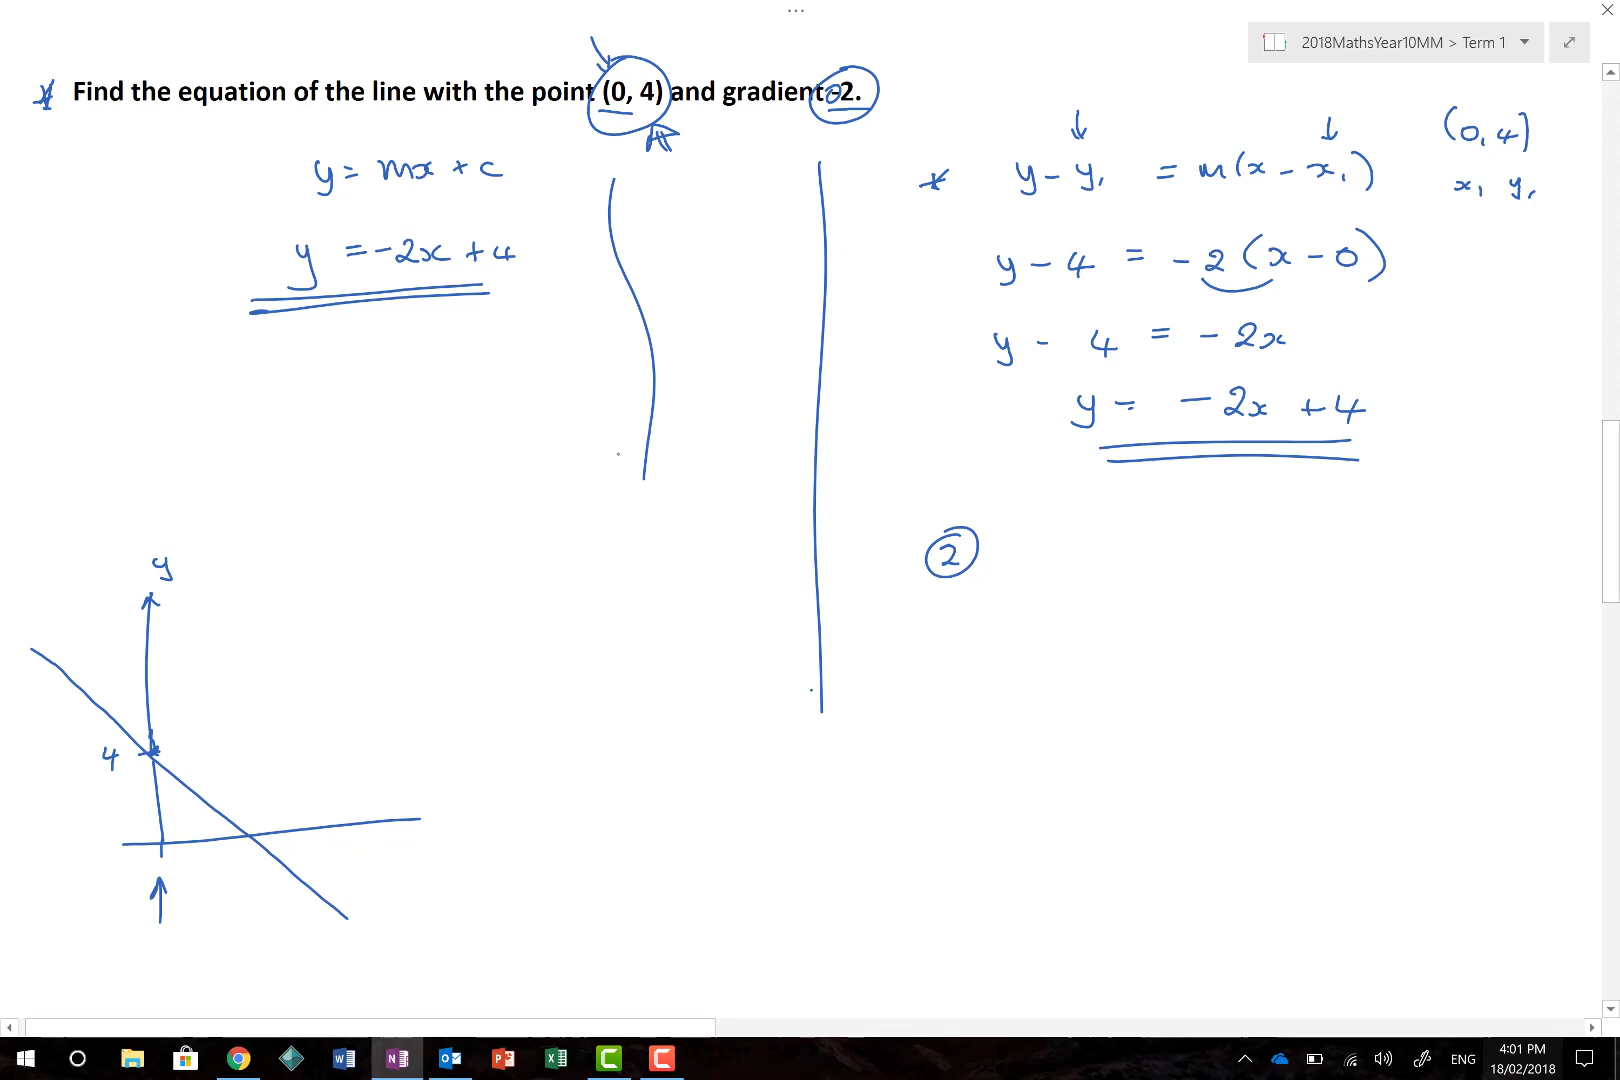 2018MathsYear10MM > Term 1
Find the equation of the line with the point (0, 4) and gradient -2.
y = mx + c
y = -2x + 4
y - y₁ = m(x - x₁)
(0, 4)
x₁ y₁
y - 4 = -2(x - 0)
y - 4 = -2x
y = -2x + 4
2
y
4
ENG
4:01 PM
18/02/2018